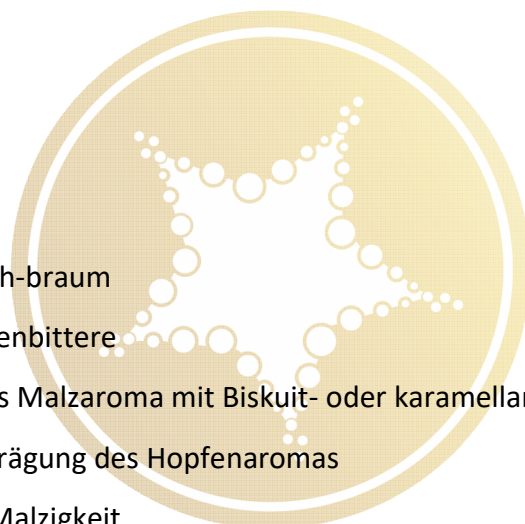 h-braum
enbittere
s Malzaroma mit Biskuit- oder karamellar
rägung des Hopfenaromas
Malzigkeit